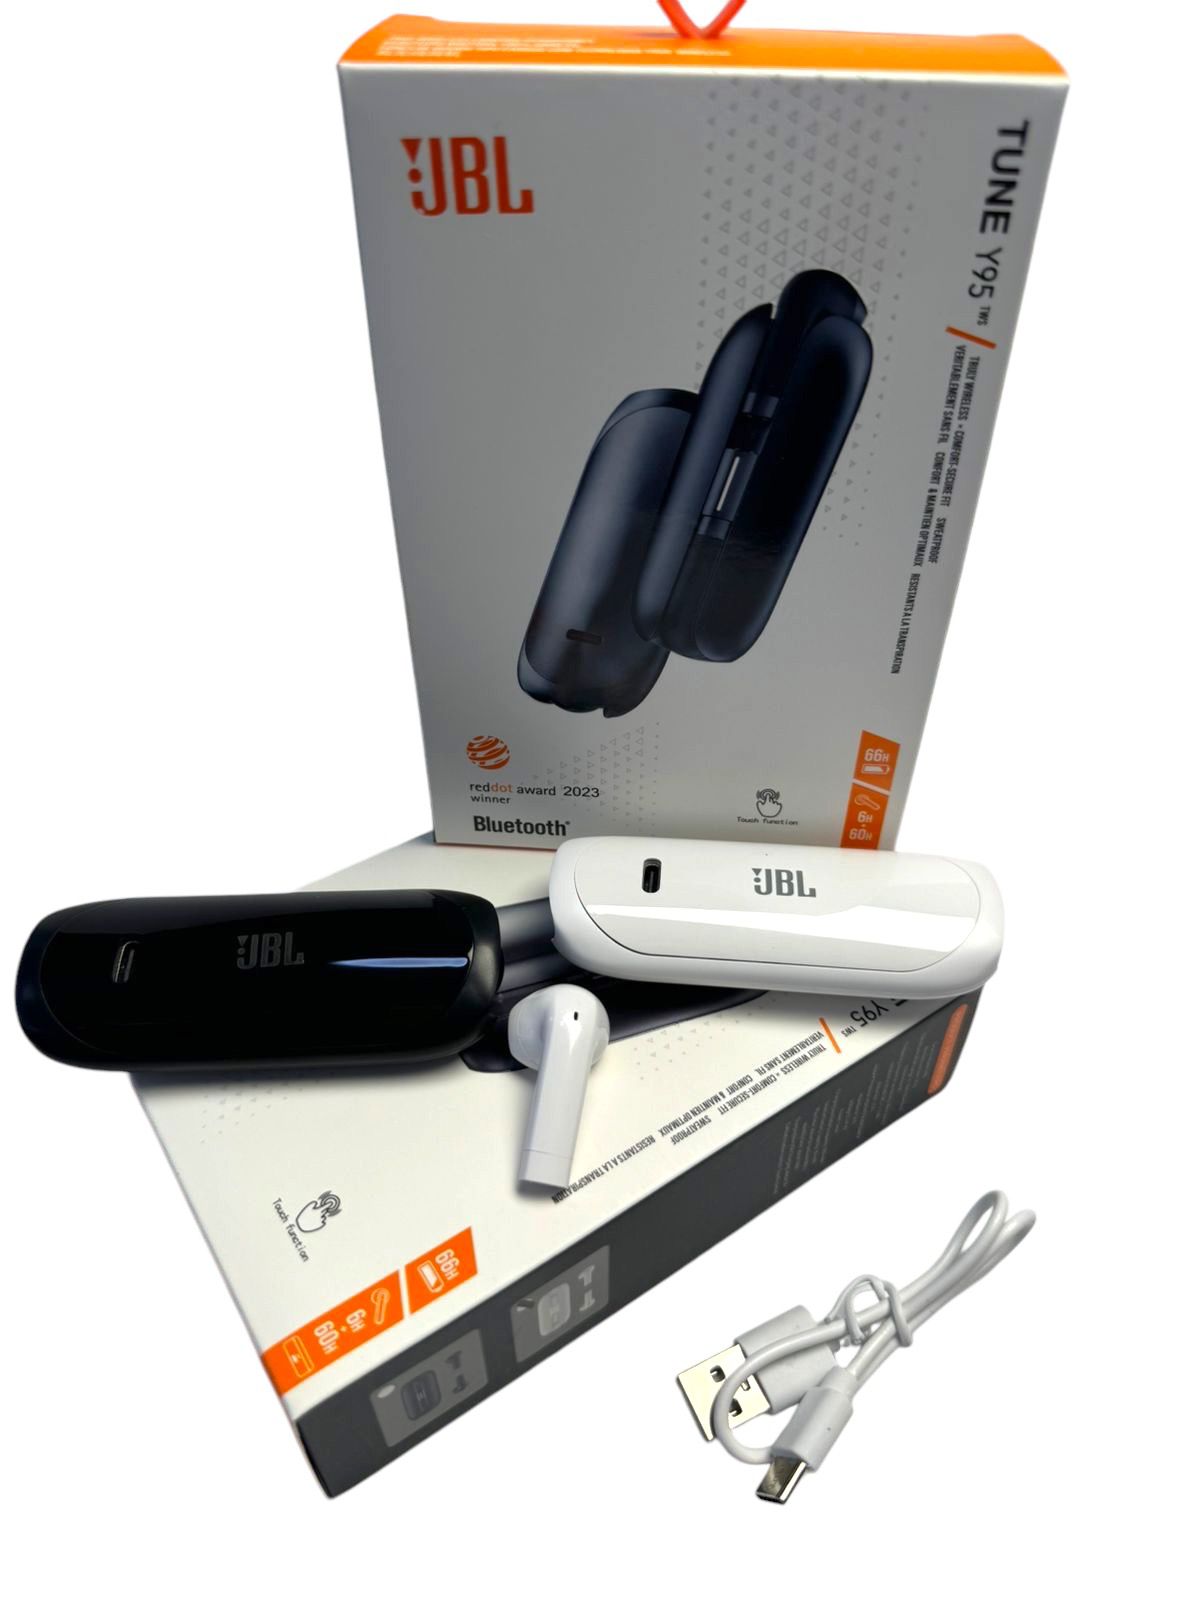 JBL
TUNE Y95 TWS
TRULY WIRELESS • COMFORT-SECURE FIT SWEATPROOF
VERITABLEMENT SANS FIL CONFORT & MAINTIEN OPTIMAUX RESISTANTS A LA TRANSPIRATION
66H
6H
+
60H
reddot award 2023
winner
Bluetooth®
Touch function
JBL
JBL
Y95 TWS
TRULY WIRELESS • COMFORT-SECURE FIT SWEATPROOF
VERITABLEMENT SANS FIL CONFORT & MAINTIEN OPTIMAUX RESISTANTS A LA TRANSPIRATION
Touch function
66H
6H
+
60H